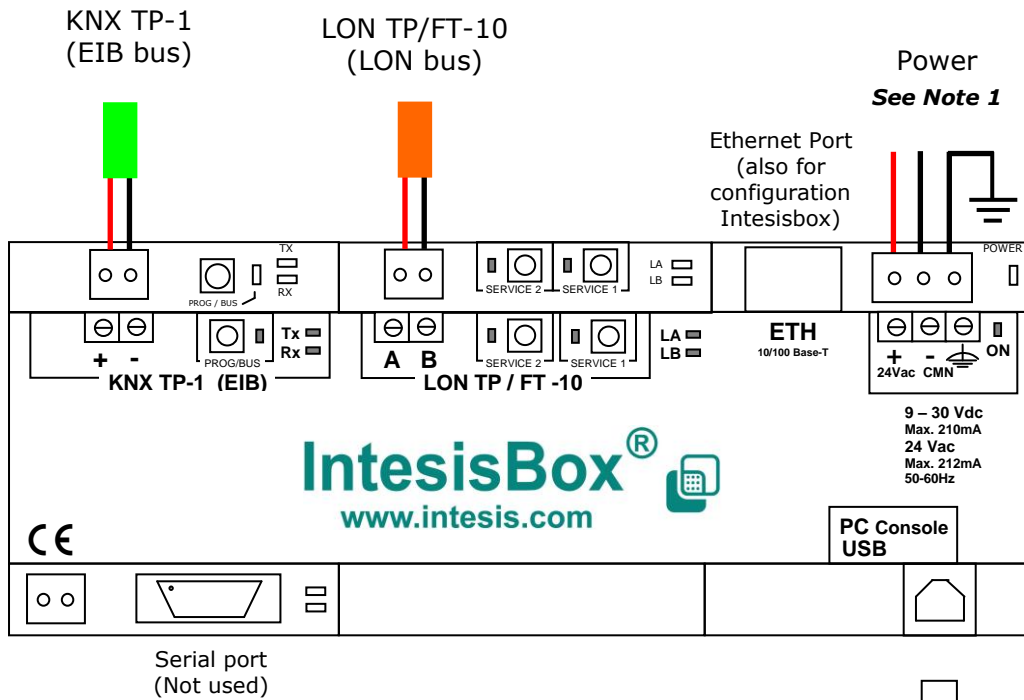 KNX TP-1
(EIB bus)
LON TP/FT-10
(LON bus)
Power
See Note 1
Ethernet Port
(also for
configuration
Intesisbox)
TX
RX
PROG / BUS
SERVICE 2
SERVICE 1
LA
LB
POWER
+ -
PROG/BUS
Tx
Rx
KNX TP-1 (EIB)
A B
SERVICE 2
SERVICE 1
LA
LB
LON TP / FT -10
ETH
10/100 Base-T
+ -
24Vac CMN
ON
9 – 30 Vdc
Max. 210mA
24 Vac
Max. 212mA
50-60Hz
IntesisBox®
www.intesis.com
CE
PC Console
USB
Serial port
(Not used)